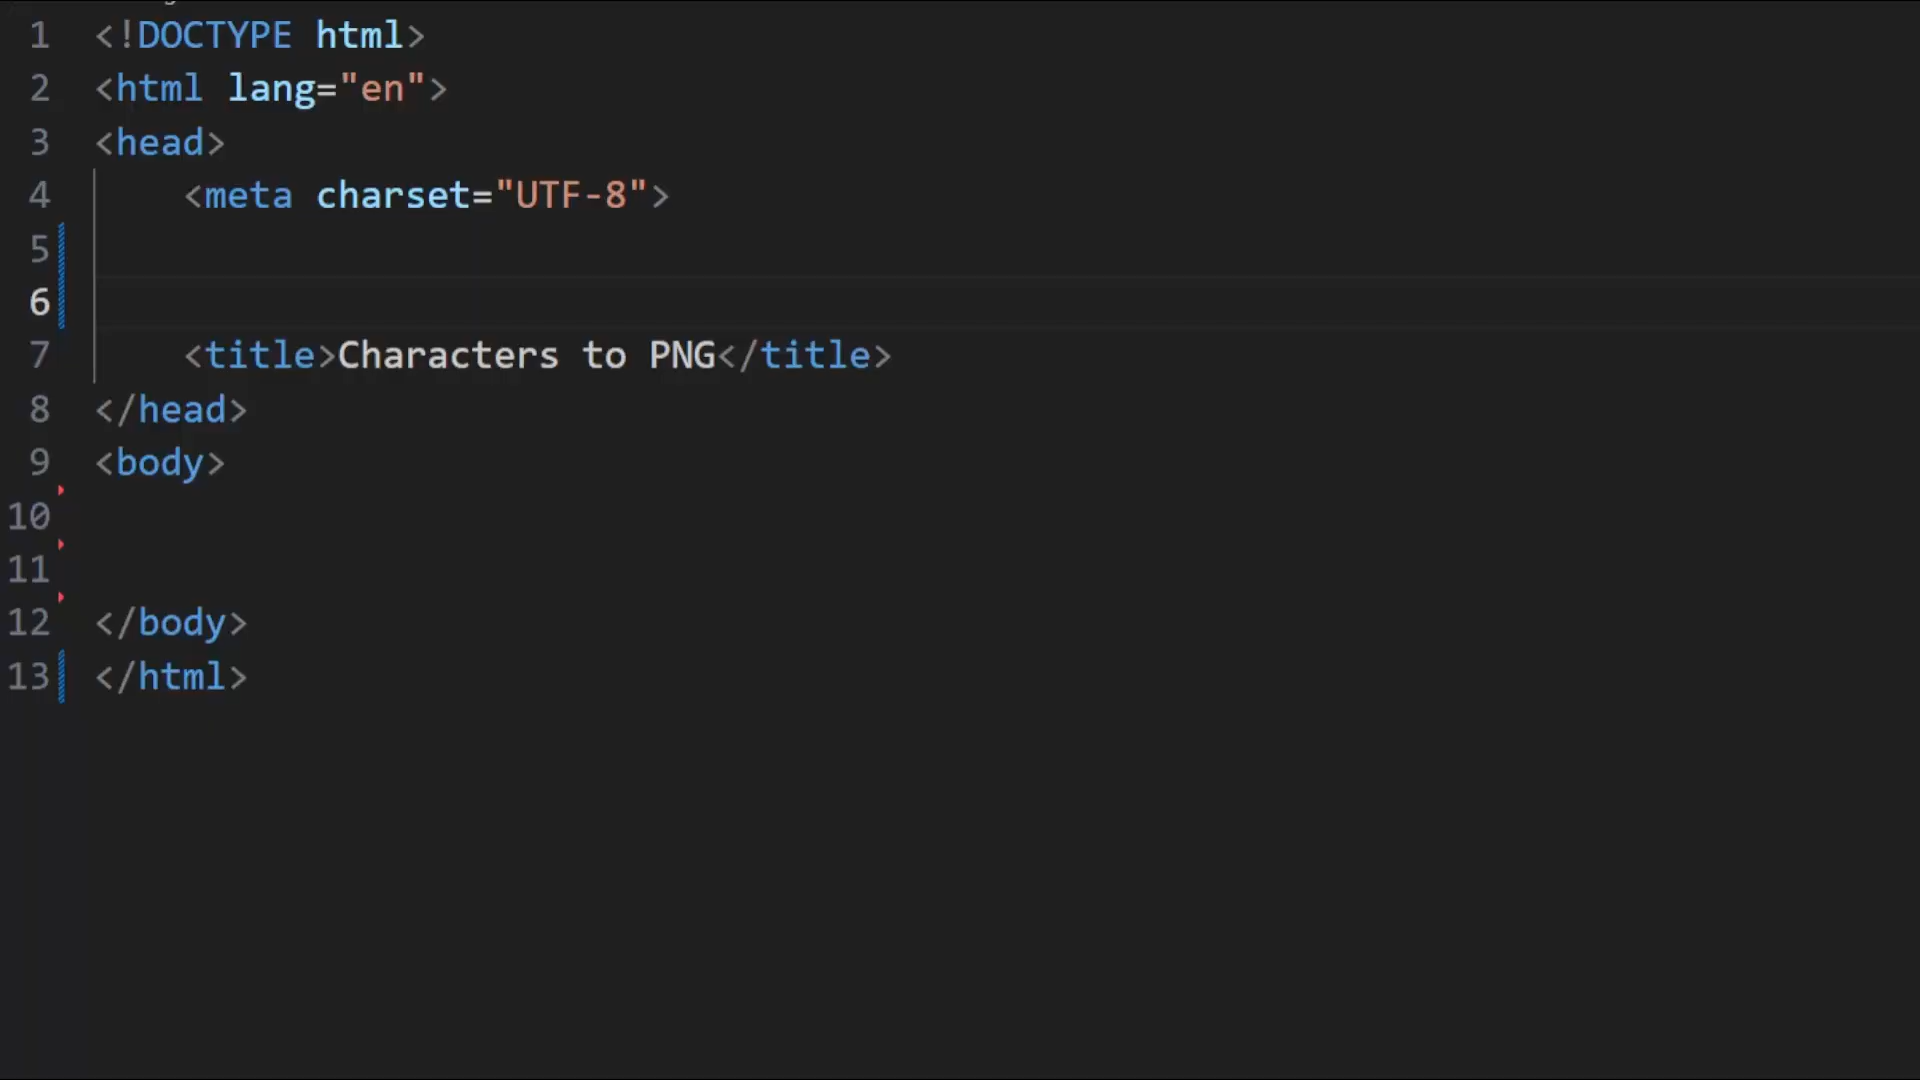 1 <!DOCTYPE html>
2 <html lang="en">
3 <head>
4     <meta charset="UTF-8">
5
6
7     <title>Characters to PNG</title>
8 </head>
9 <body>
10
11
12 </body>
13 </html>